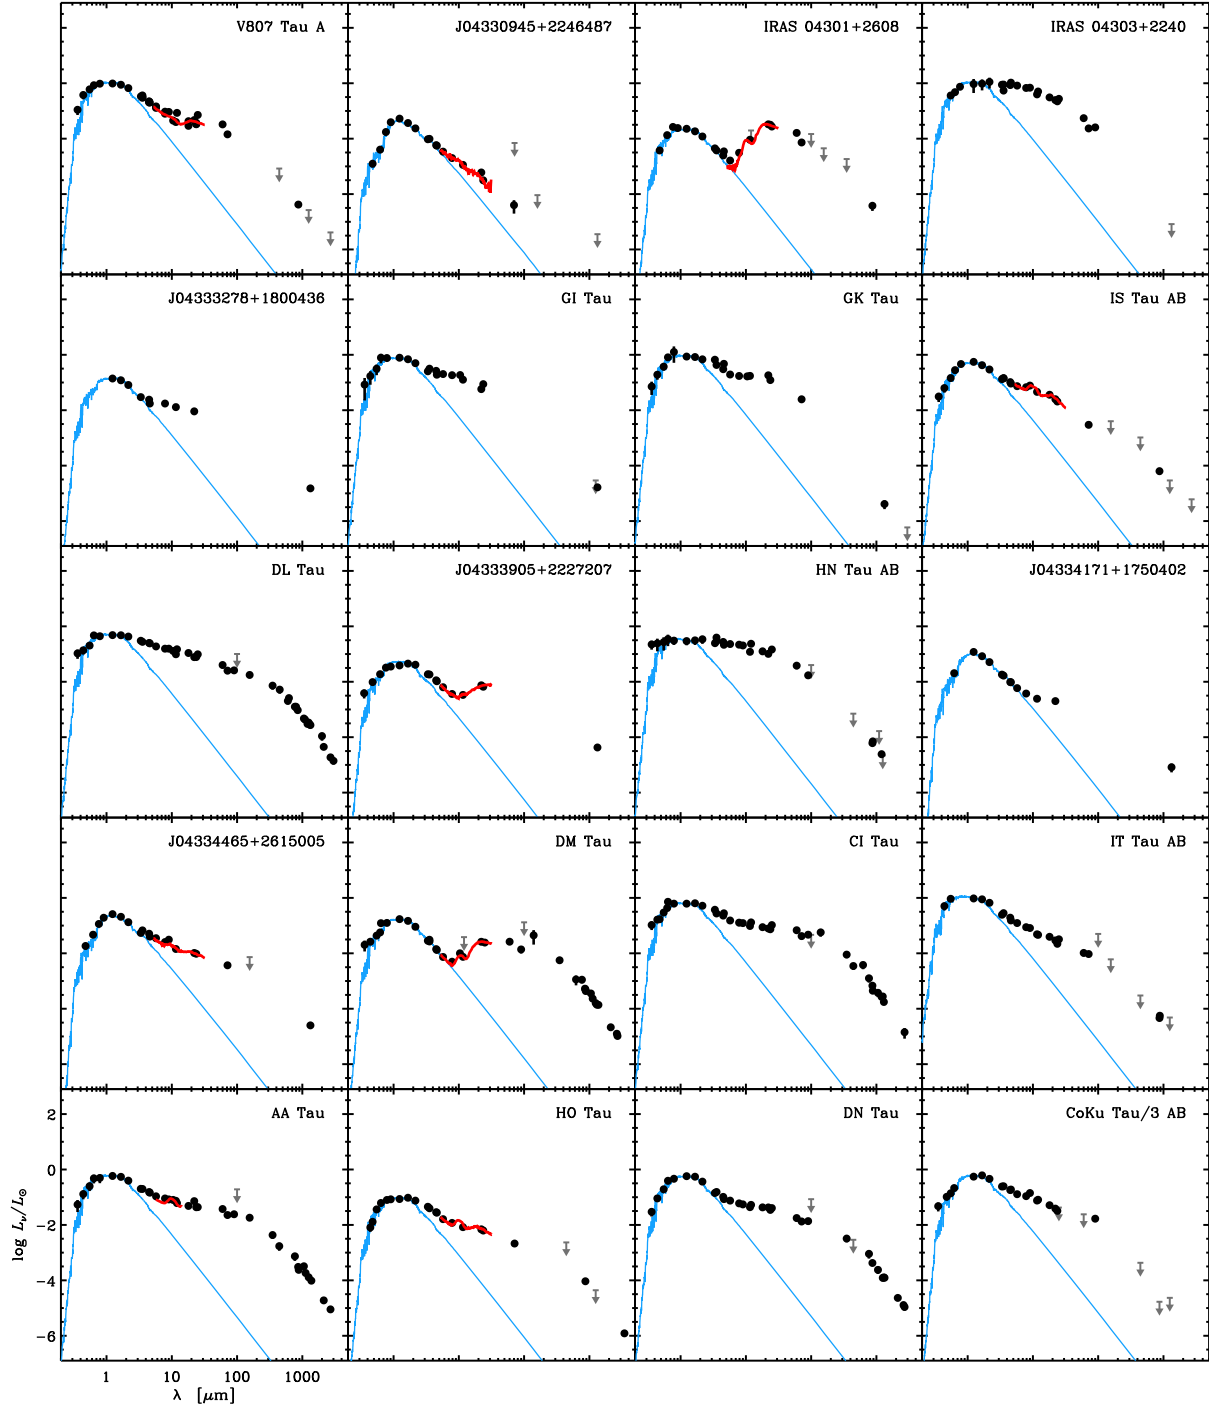 V807 Tau A
J04330945+2246487
IRAS 04301+2608
IRAS 04303+2240
J04333278+1800436
GI Tau
GK Tau
IS Tau AB
DL Tau
J04333905+2227207
HN Tau AB
J04334171+1750402
J04334465+2615005
DM Tau
CI Tau
IT Tau AB
AA Tau
HO Tau
DN Tau
CoKu Tau/3 AB
2
0
−2
−4
−6
log Lν/L⊙
1 10 100 1000
λ [μm]